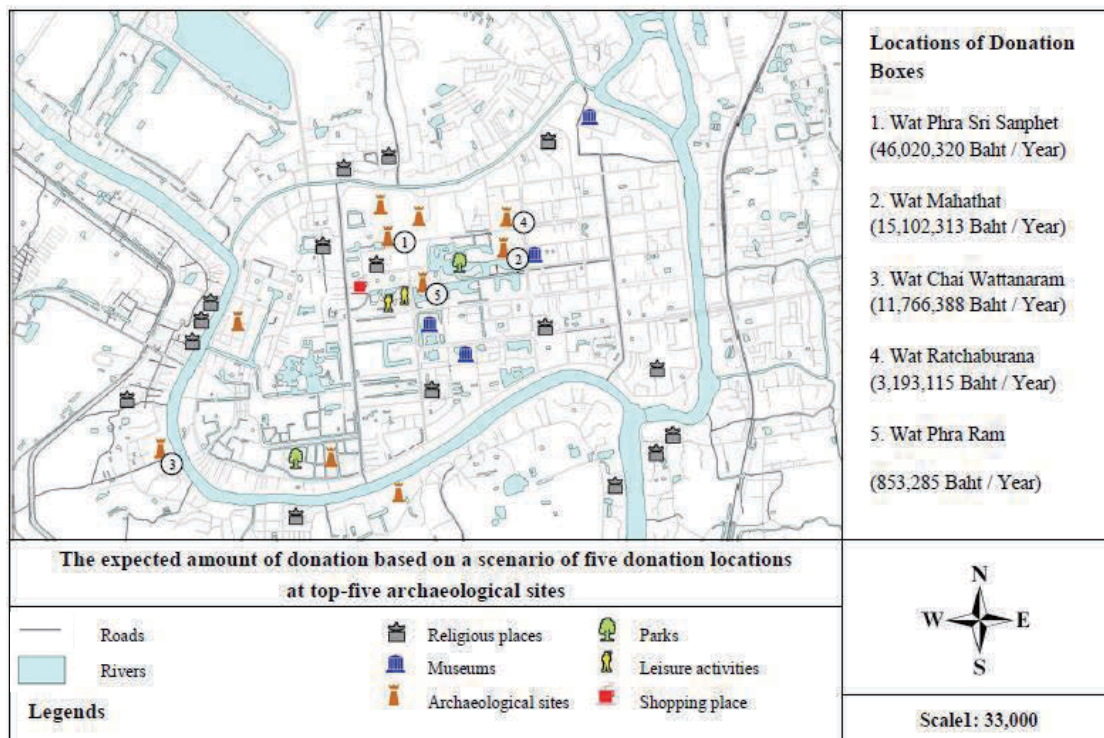 1
4
2
5
3
Locations of Donation
Boxes
1. Wat Phra Sri Sanphet
(46,020,320 Baht / Year)
2. Wat Mahathat
(15,102,313 Baht / Year)
3. Wat Chai Wattanaram
(11,766,388 Baht / Year)
4. Wat Ratchaburana
(3,193,115 Baht / Year)
5. Wat Phra Ram
(853,285 Baht / Year)
The expected amount of donation based on a scenario of five donation locations
at top-five archaeological sites
Roads
Rivers
Legends
Religious places
Museums
Archaeological sites
Parks
Leisure activities
Shopping place
N
W E
S
Scale1: 33,000